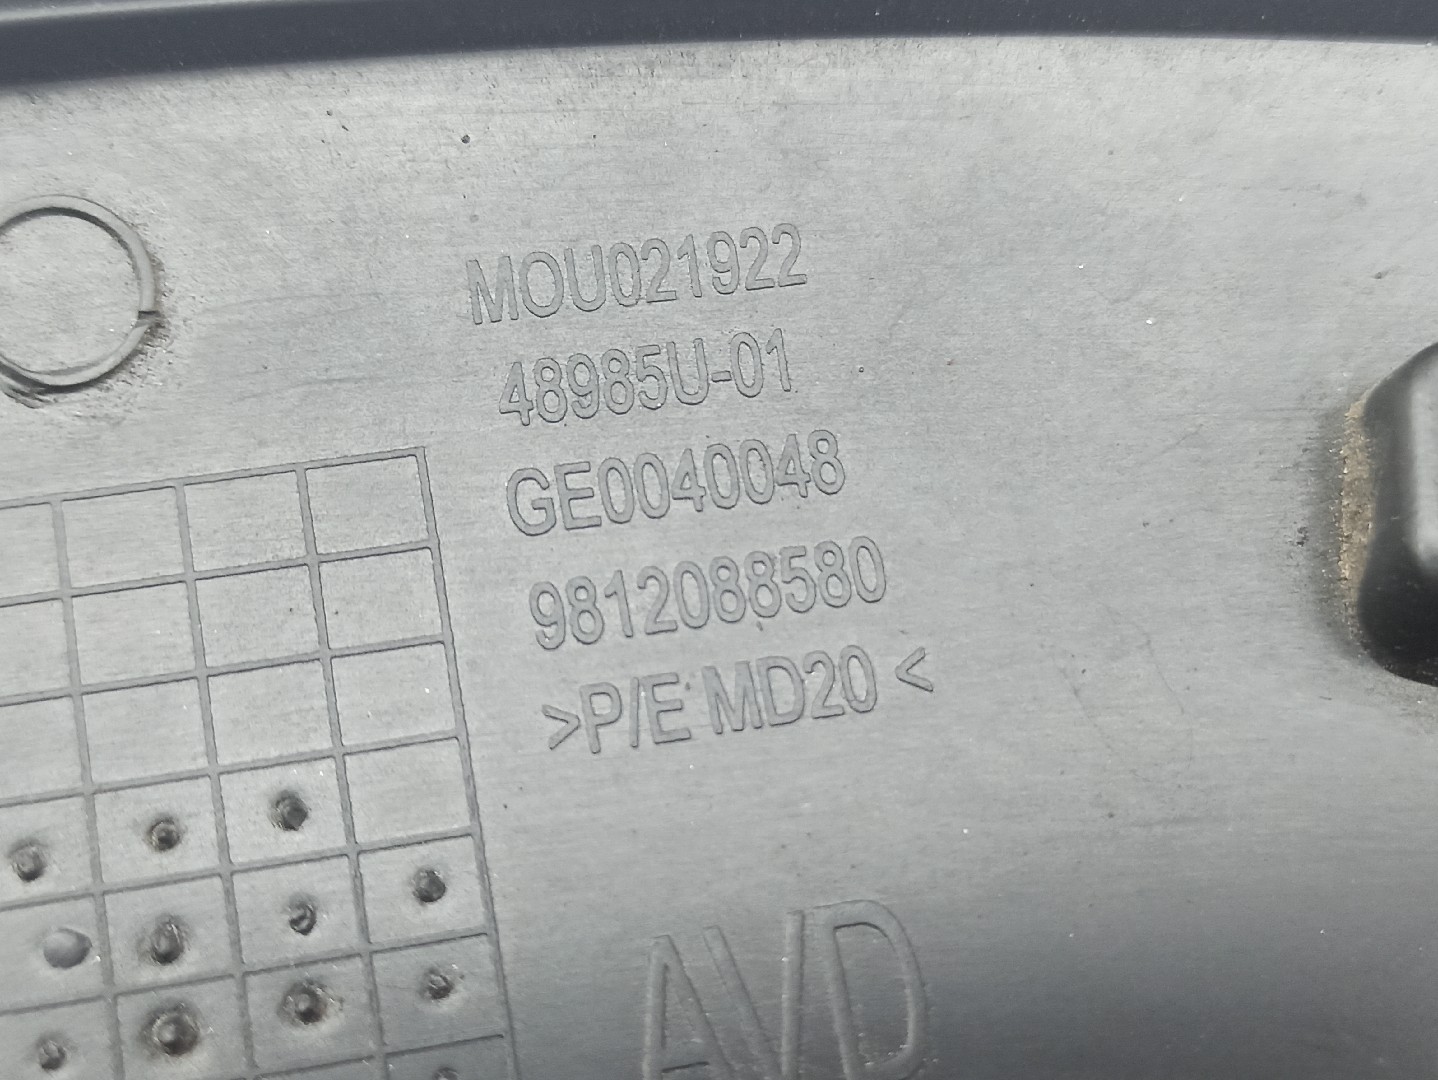 MOU021922
48985U-01
GE0040048
9812088580
>P/E MD20 <
AVD